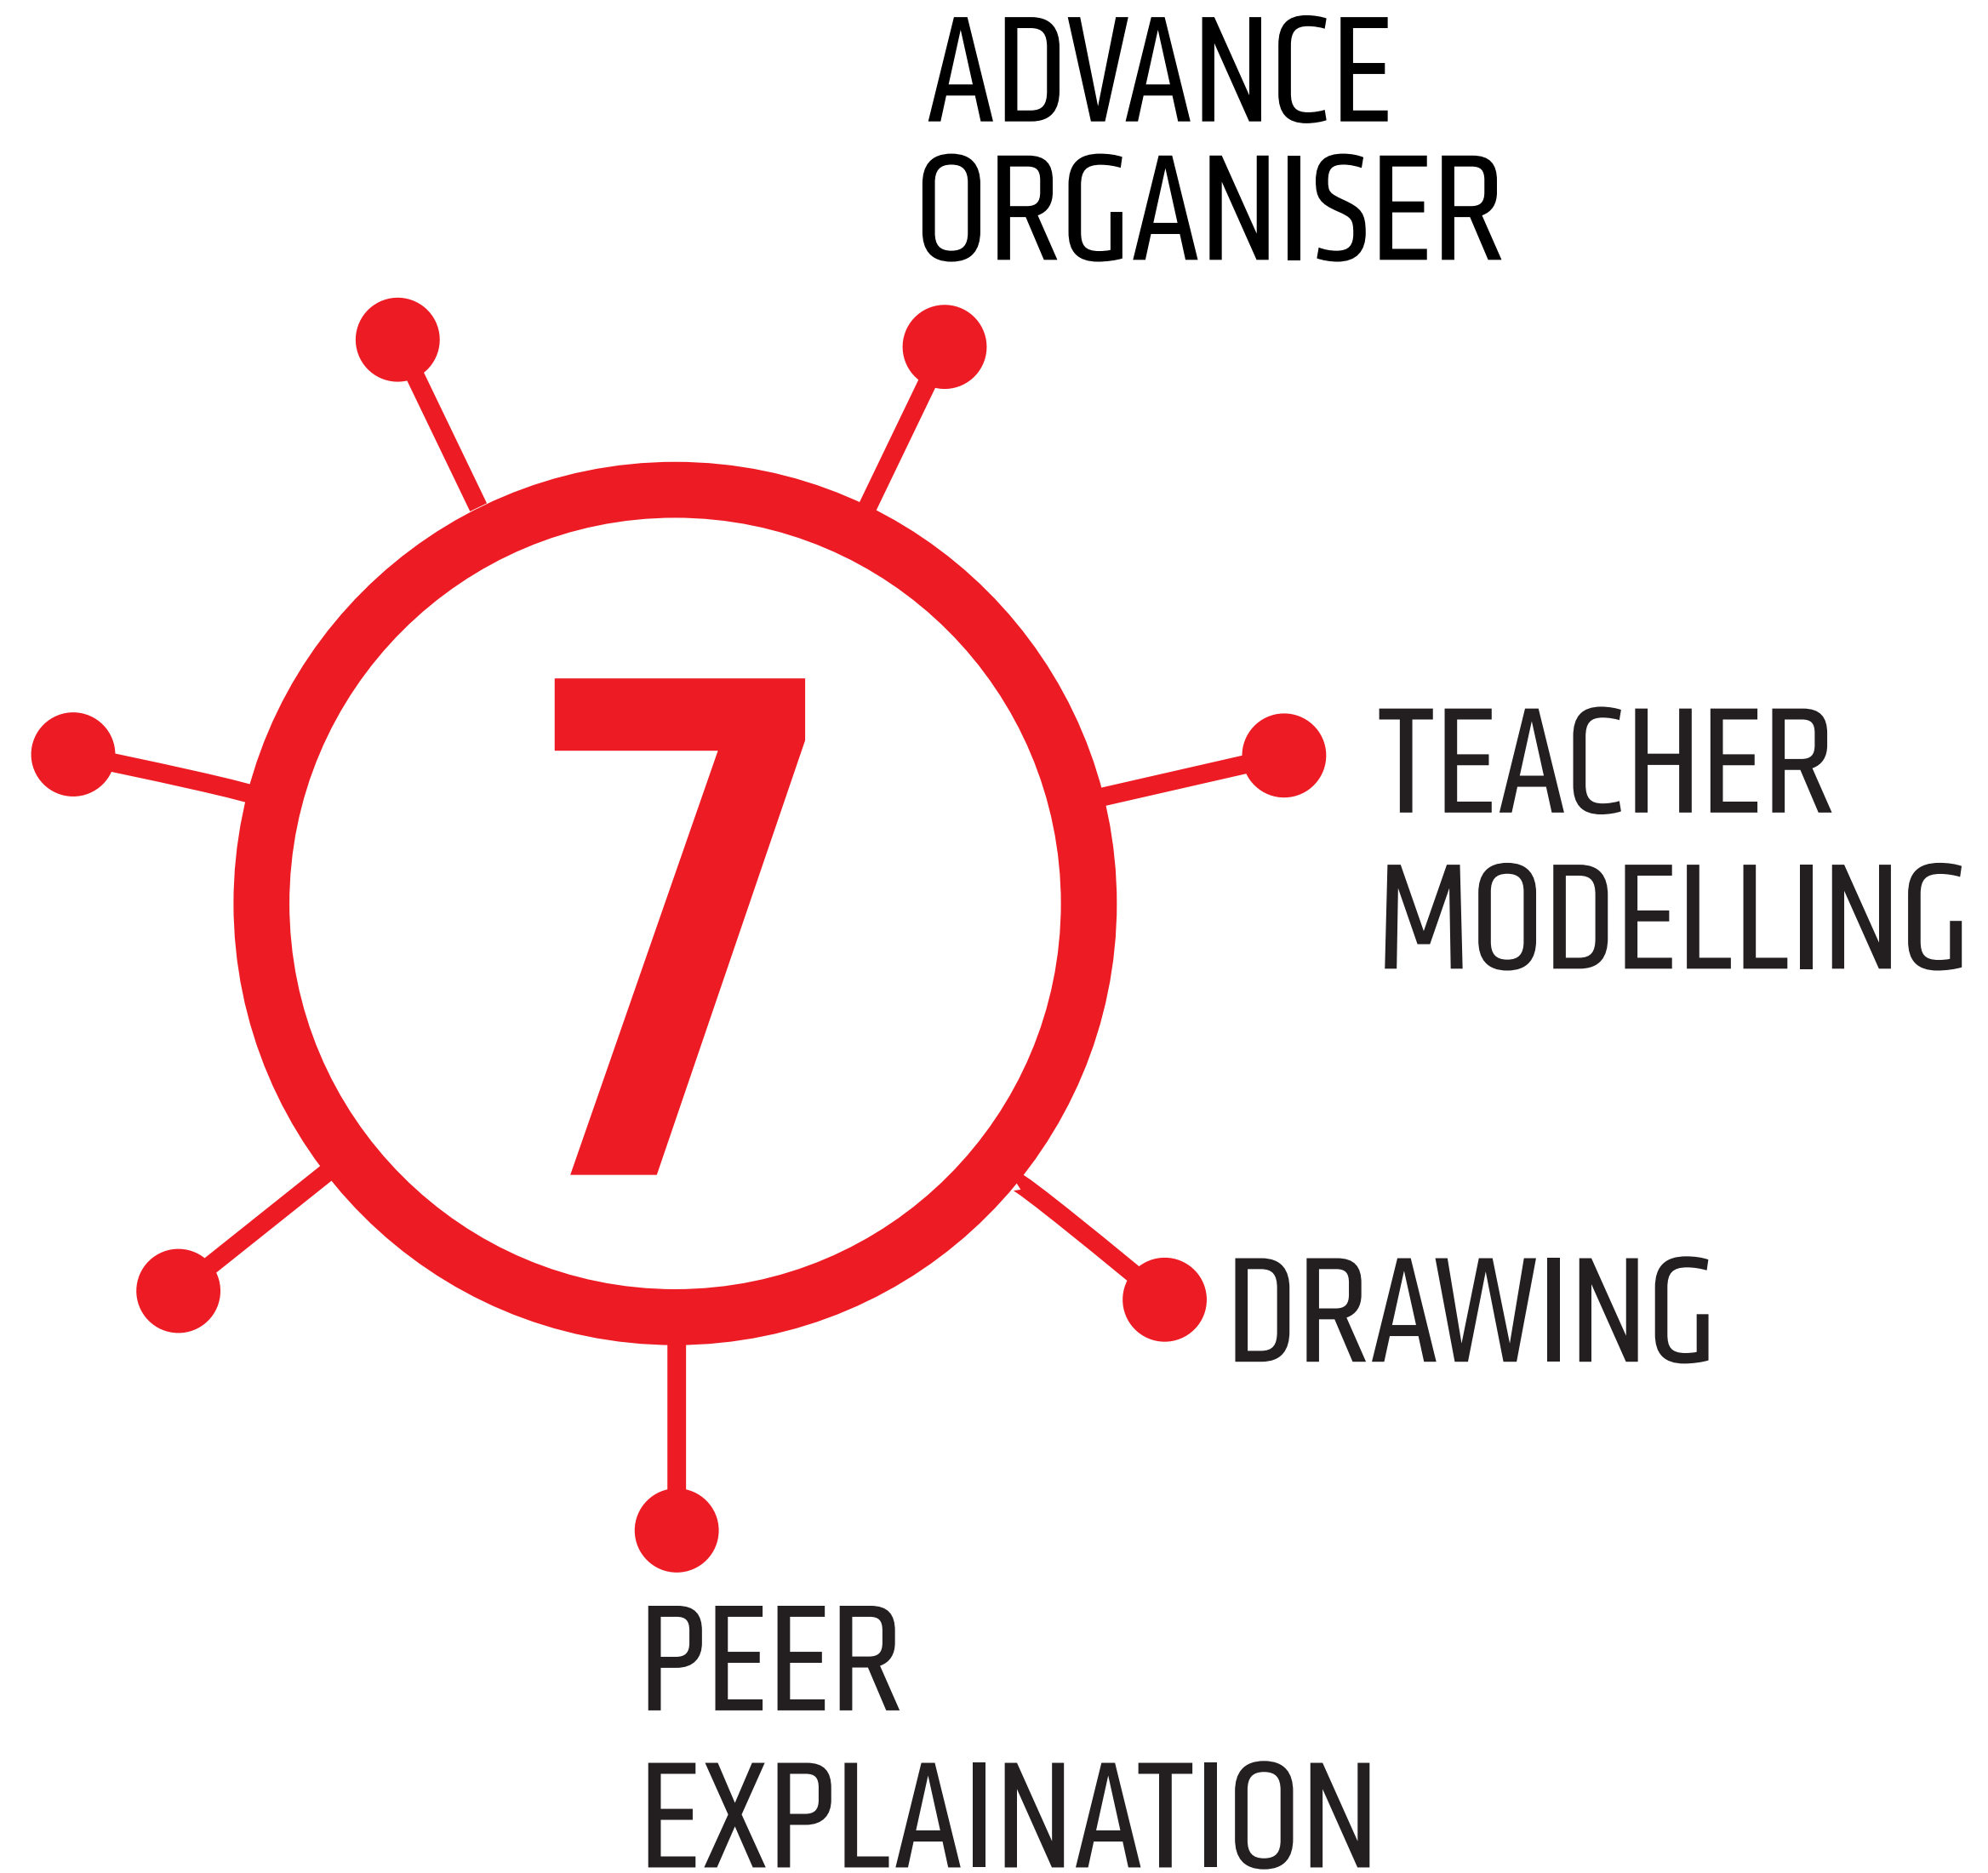 ADVANCE
ORGANISER
7
TEACHER
MODELLING
DRAWING
PEER
EXPLAINATION